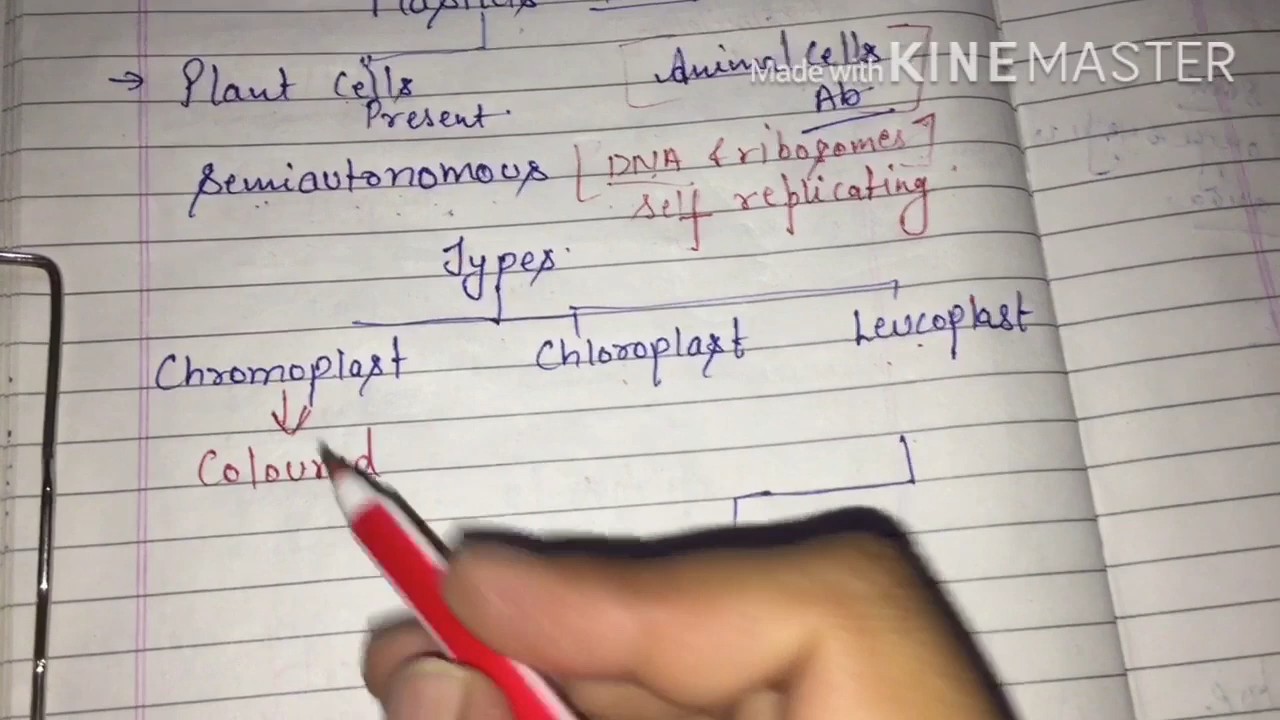 Plastids
→ Plant Cells Animal Cells
Present. Ab
Made with KINEMASTER
semiautonomous [DNA & ribosomes]
self replicating
Types
Chromoplast Chloroplast Leucoplast
↓
Coloured